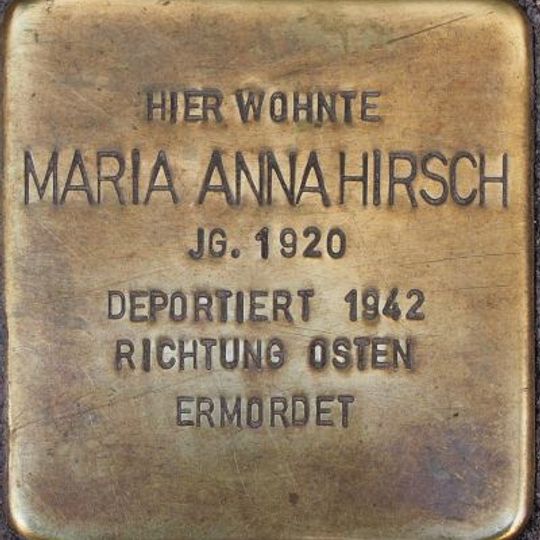 HIER WOHNTE
MARIA ANNA HIRSCH
JG. 1920
DEPORTIERT 1942
RICHTUNG OSTEN
ERMORDET